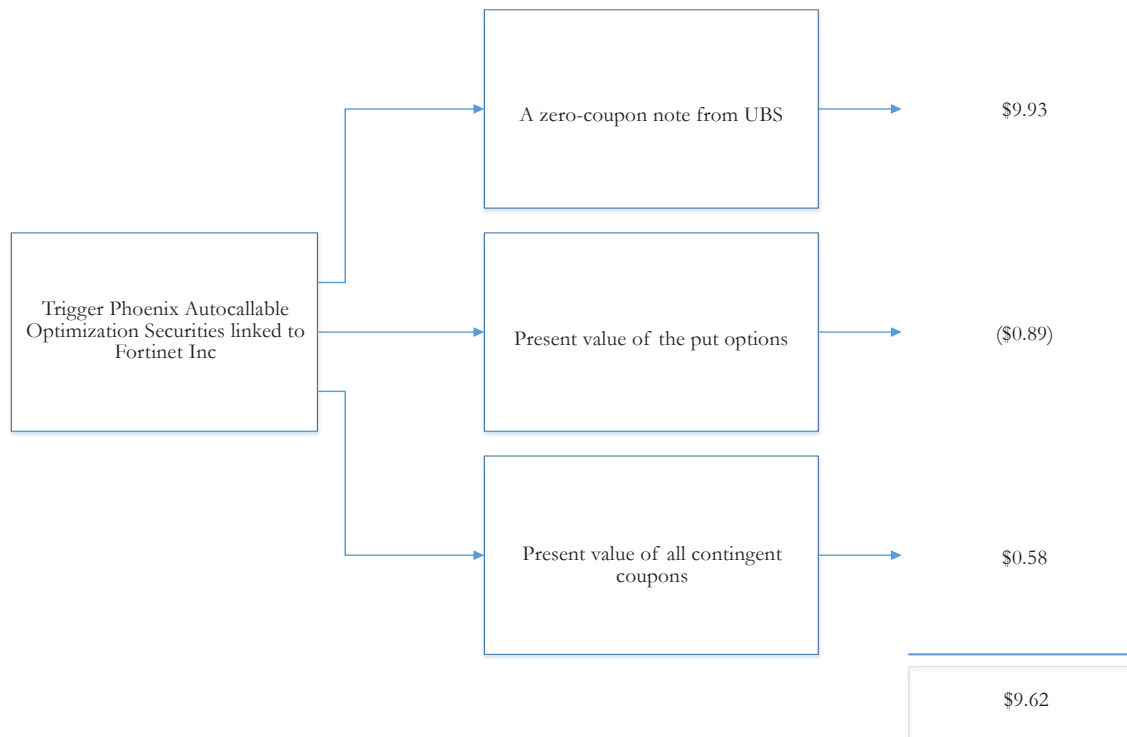 A zero-coupon note from UBS
$9.93
Trigger Phoenix Autocallable
Optimization Securities linked to
Fortinet Inc
Present value of the put options
($0.89)
Present value of all contingent
coupons
$0.58
$9.62